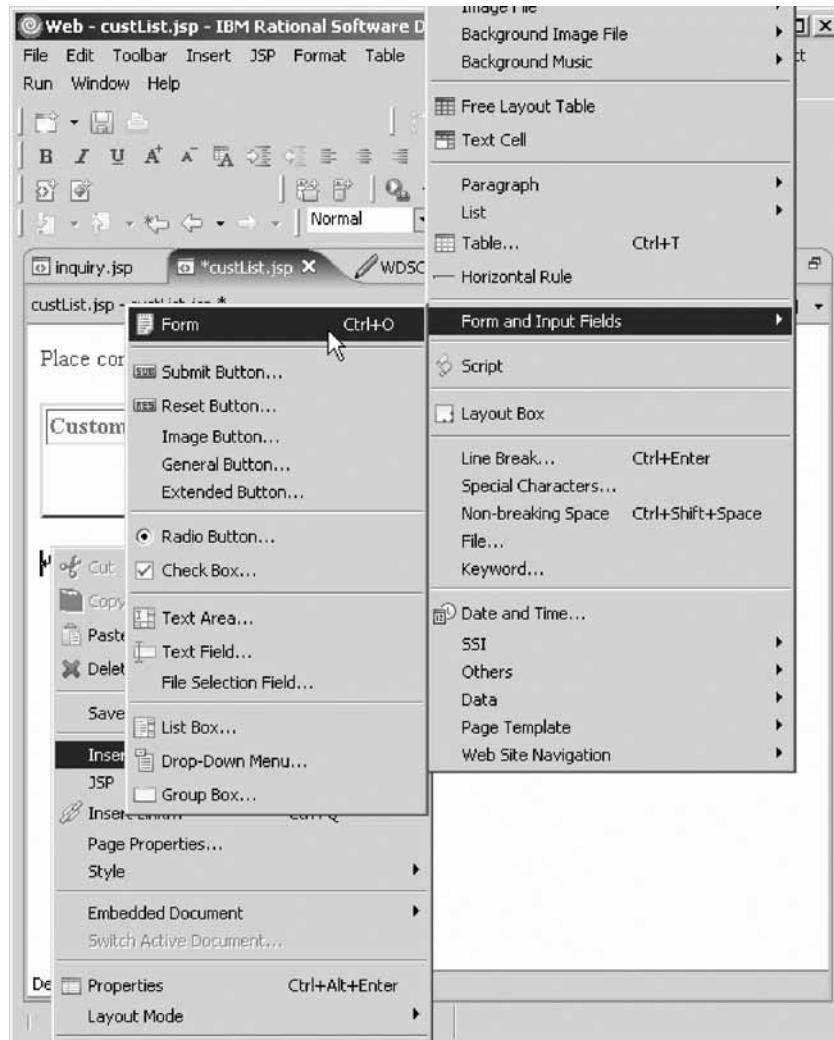 Web - custList.jsp - IBM Rational Software D
File Edit Toolbar Insert JSP Format Table
Run Window Help
B I U A A A
Normal
inquiry.jsp *custList.jsp WDSC
custList.jsp - custList.jsp *
Place cor
Custom
Image File
Background Image File
Background Music
Free Layout Table
Text Cell
Paragraph
List
Table... Ctrl+T
Horizontal Rule
Form and Input Fields
Script
Layout Box
Line Break... Ctrl+Enter
Special Characters...
Non-breaking Space Ctrl+Shift+Space
File...
Keyword...
Date and Time...
SSI
Others
Data
Page Template
Web Site Navigation
Form Ctrl+O
Submit Button...
Reset Button...
Image Button...
General Button...
Extended Button...
Radio Button...
Check Box...
Text Area...
Text Field...
File Selection Field...
List Box...
Drop-Down Menu...
Group Box...
Cut
Copy
Paste
Delet
Save
Inser
JSP
Insert Link... Ctrl+Q
Page Properties...
Style
Embedded Document
Switch Active Document...
Properties Ctrl+Alt+Enter
Layout Mode
De